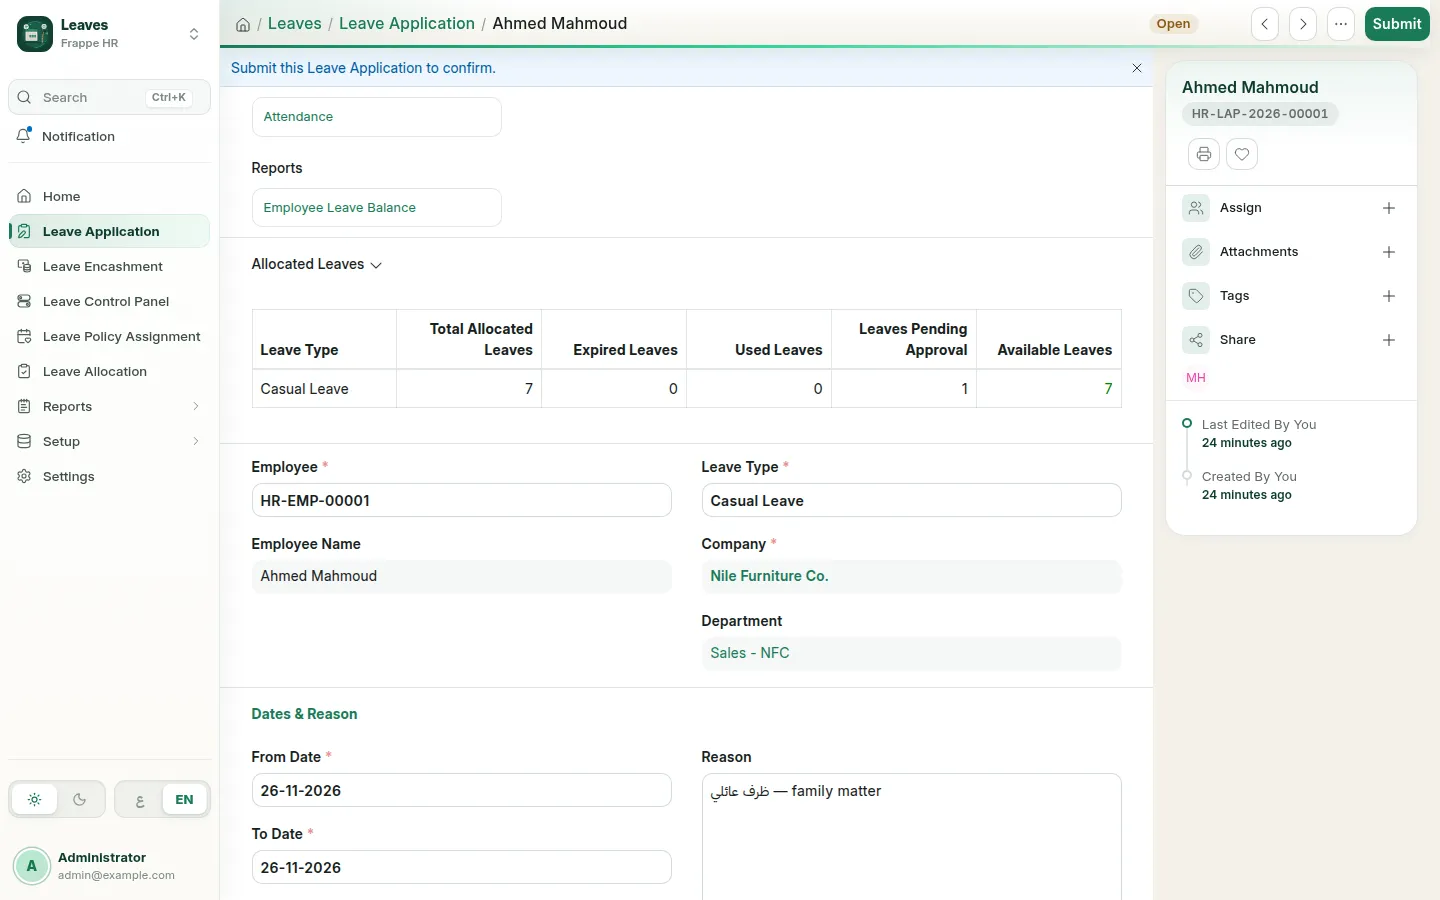 Leaves
Frappe HR
Search
Ctrl+K
Notification
Home
Leave Application
Leave Encashment
Leave Control Panel
Leave Policy Assignment
Leave Allocation
Reports
Setup
Settings
ع
EN
A
Administrator
admin@example.com
/ Leaves / Leave Application / Ahmed Mahmoud
Open
Submit
Submit this Leave Application to confirm.
Attendance
Reports
Employee Leave Balance
Allocated Leaves
Leave Type
Total Allocated Leaves
Expired Leaves
Used Leaves
Leaves Pending Approval
Available Leaves
Casual Leave 7 0 0 1 7
Employee *
HR-EMP-00001
Leave Type *
Casual Leave
Employee Name
Ahmed Mahmoud
Company *
Nile Furniture Co.
Department
Sales - NFC
Dates & Reason
From Date *
26-11-2026
To Date *
26-11-2026
Reason
ظرف عائلي — family matter
Ahmed Mahmoud
HR-LAP-2026-00001
Assign
Attachments
Tags
Share
MH
Last Edited By You
24 minutes ago
Created By You
24 minutes ago